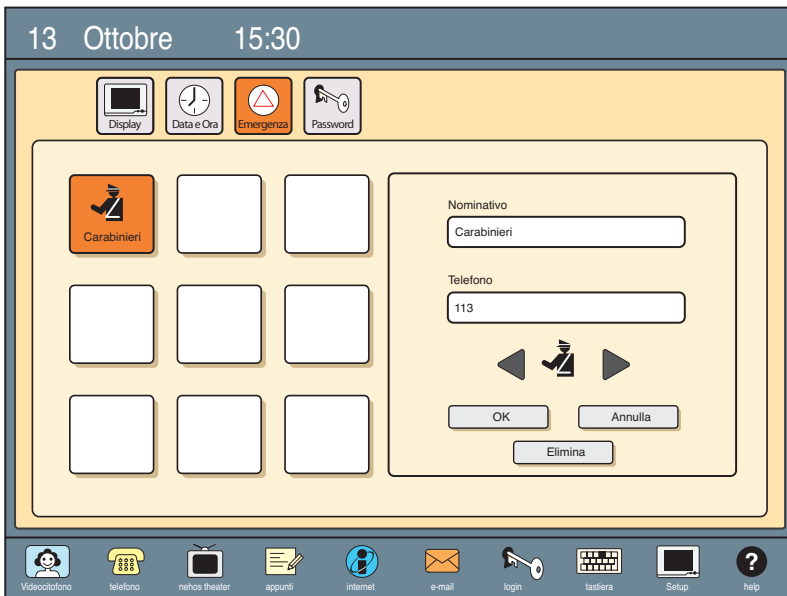 13 Ottobre 15:30
Display Data e Ora Emergenza Password
Carabinieri
Nominativo
Carabinieri
Telefono
113
OK Annulla
Elimina
Videocitofono telefono nehos theater appunti internet e-mail login tastiera Setup help